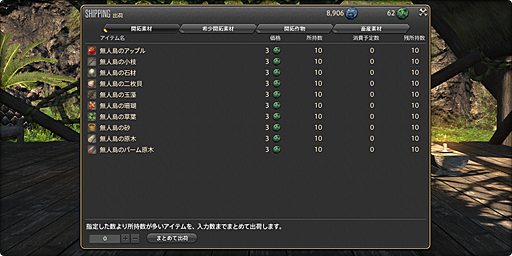 SHIPPING 出荷
8,906 62
開拓素材 希少開拓素材 開拓作物 畜産素材
アイテム名 価格 所持数 消費予定数 残所持数
無人島のアップル 3 10 0 10
無人島の小枝 3 10 0 10
無人島の石材 3 10 0 10
無人島の二枚貝 3 10 0 10
無人島の玉藻 3 10 0 10
無人島の珊瑚 3 10 0 10
無人島の草葉 3 10 0 10
無人島の砂 3 10 0 10
無人島の原木 3 10 0 10
無人島のパーム原木 3 10 0 10
指定した数より所持数が多いアイテムを、入力数までまとめて出荷します。
0 まとめて出荷